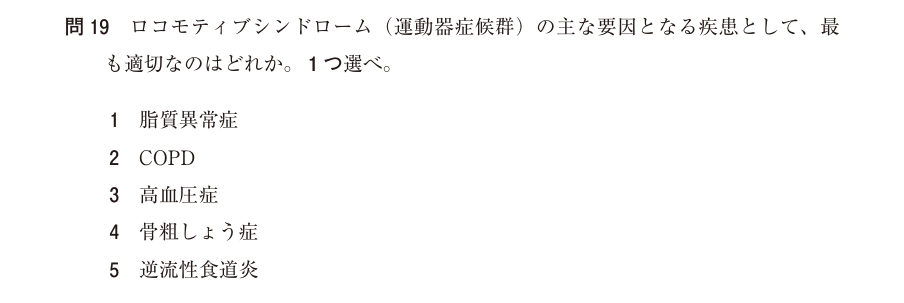 問19 ロコモティブシンドローム（運動器症候群）の主な要因となる疾患として、最
も適切なのはどれか。1つ選べ。
1 脂質異常症
2 COPD
3 高血圧症
4 骨粗しょう症
5 逆流性食道炎